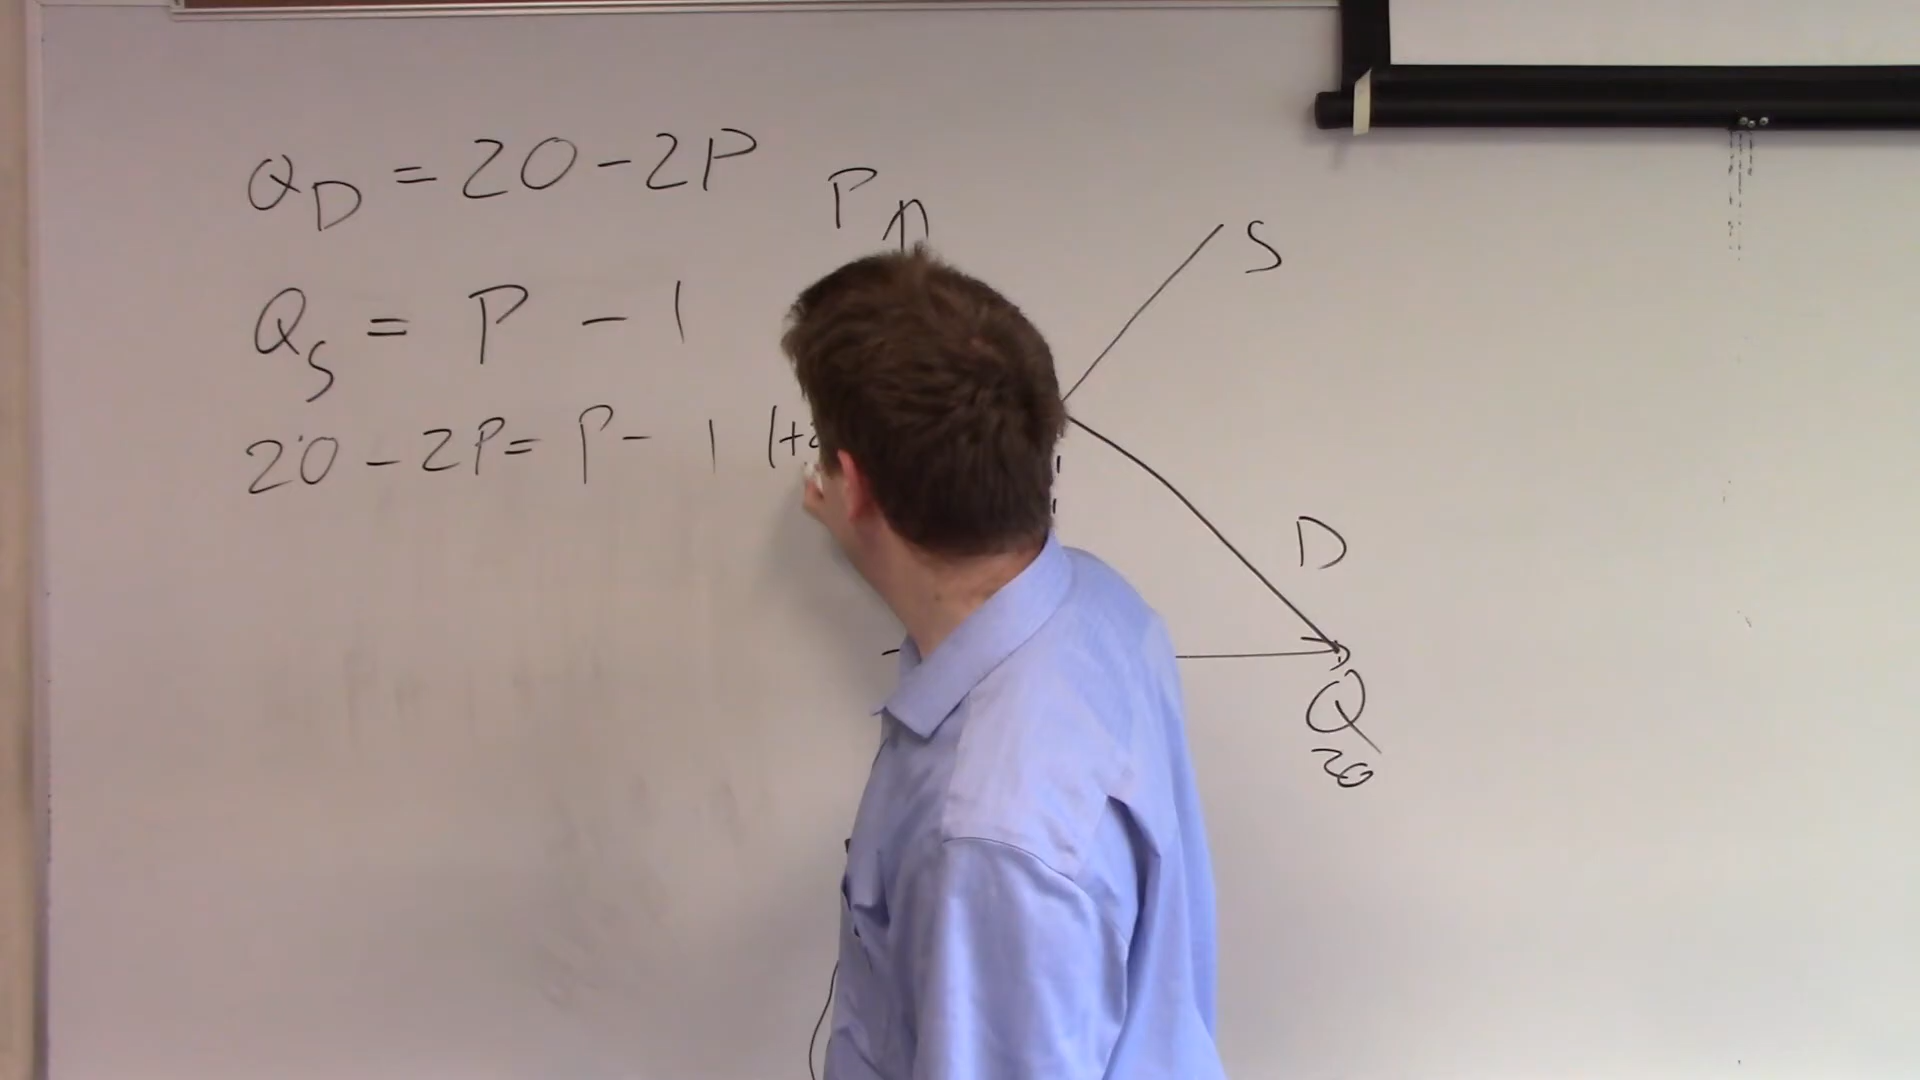 Q_D = 20 - 2P
Q_S = P - 1
20 - 2P = P - 1
P
S
D
Q
20